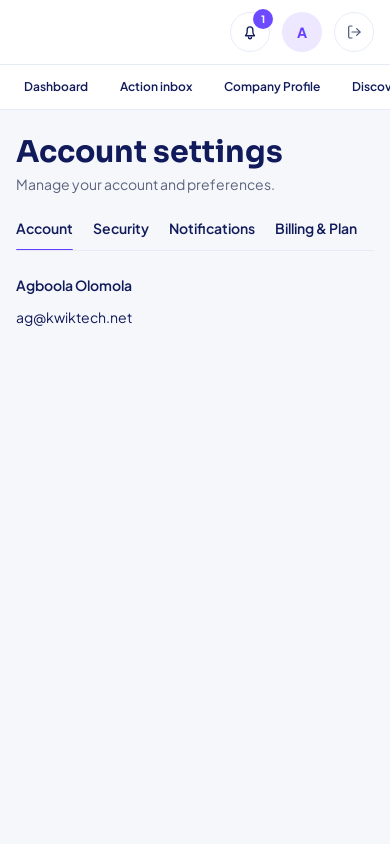 1
A
Dashboard Action inbox Company Profile Discov
Account settings
Manage your account and preferences.
Account Security Notifications Billing & Plan
Agboola Olomola
ag@kwiktech.net